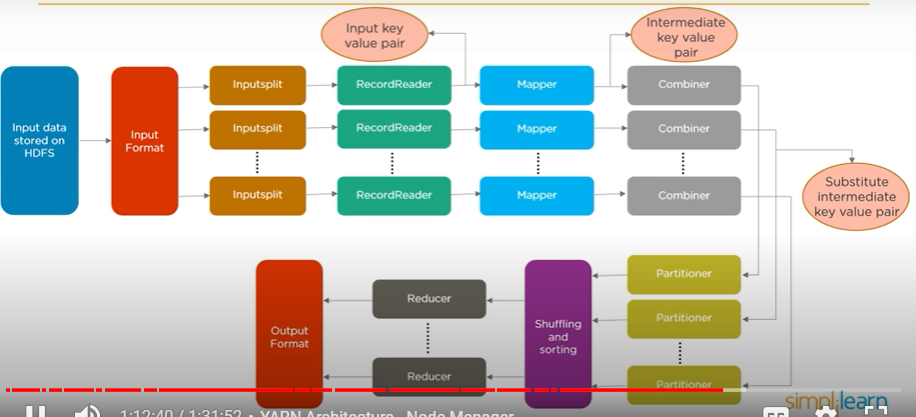 Input key
value pair
Intermediate
key value
pair
Input data
stored on
HDFS
Input
Format
Inputsplit
RecordReader
Mapper
Combiner
Inputsplit
RecordReader
Mapper
Combiner
Inputsplit
RecordReader
Mapper
Combiner
Substitute
intermediate
key value pair
Partitioner
Partitioner
Partitioner
Shuffling
and
sorting
Reducer
Reducer
Output
Format
simplilearn
1:12:40 / 1:31:52 • YARN Architecture - Node Manager
CC